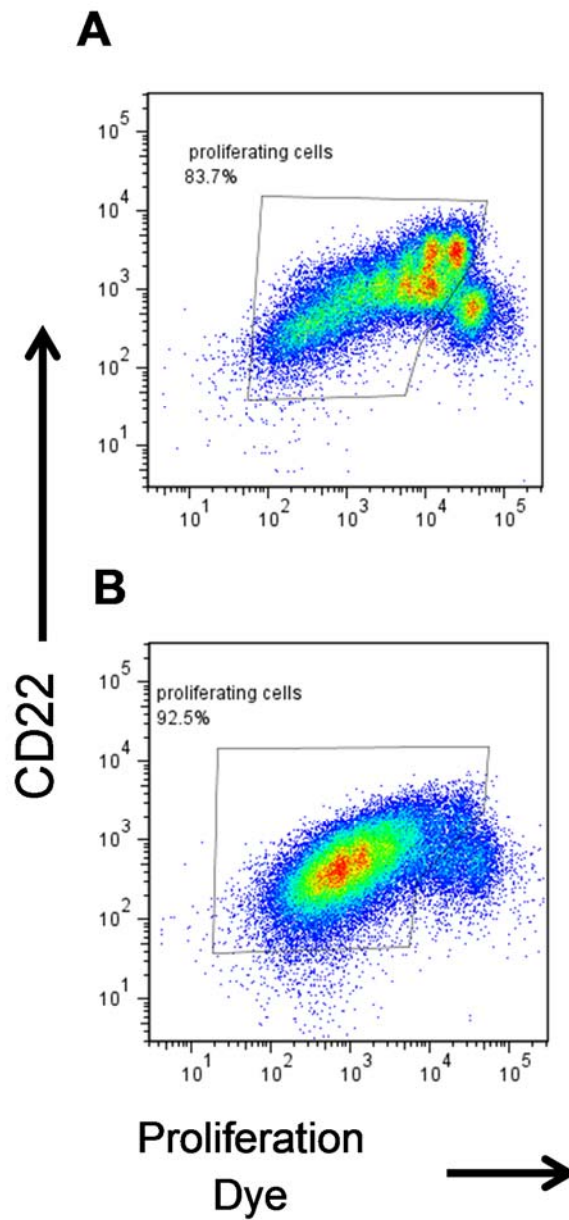 A
proliferating cells
83.7%
10⁵
10⁴
10³
10²
10¹
10¹ 10² 10³ 10⁴ 10⁵
B
proliferating cells
92.5%
10⁵
10⁴
10³
10²
10¹
10¹ 10² 10³ 10⁴ 10⁵
CD22
Proliferation
Dye